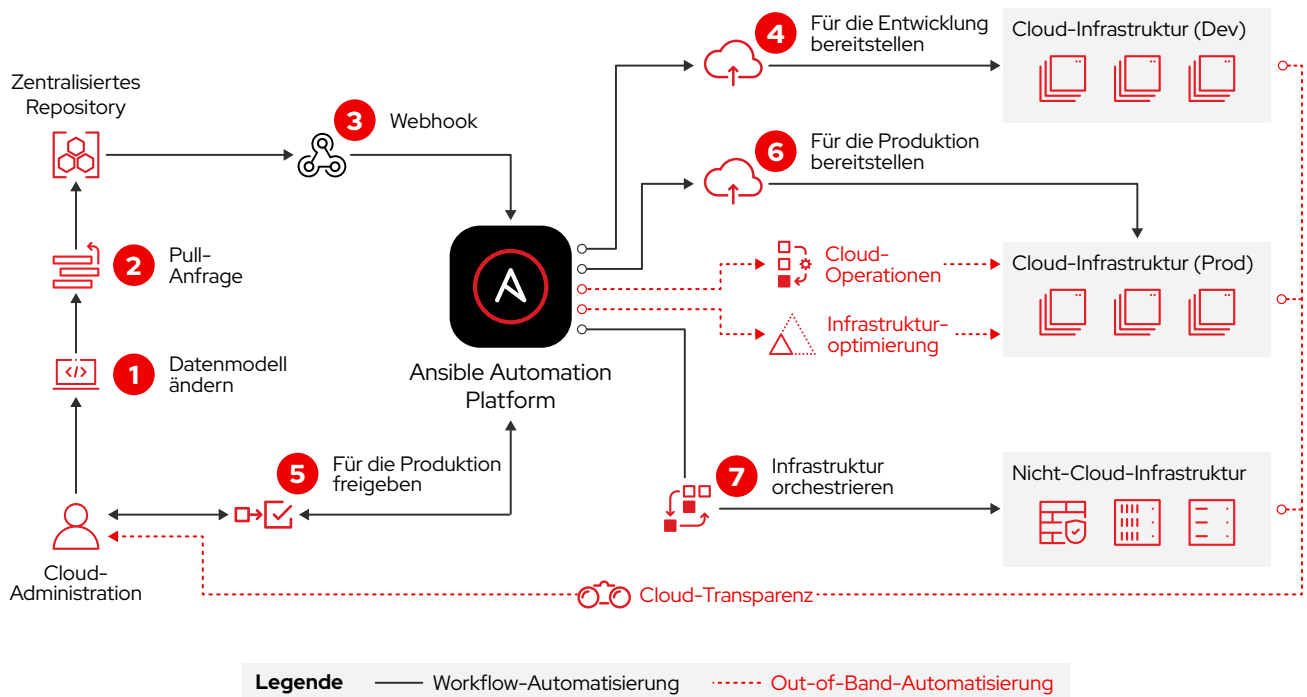 Zentralisiertes
Repository
3
Webhook
4
Für die Entwicklung
bereitstellen
Cloud-Infrastruktur (Dev)
6
Für die Produktion
bereitstellen
2
Pull-
Anfrage
</>
1
Datenmodell
ändern
Ansible Automation
Platform
Cloud-
Operationen
Infrastruktur-
optimierung
Cloud-Infrastruktur (Prod)
5
Für die Produktion
freigeben
7
Infrastruktur
orchestrieren
Nicht-Cloud-Infrastruktur
Cloud-
Administration
Cloud-Transparenz
Legende
Workflow-Automatisierung
Out-of-Band-Automatisierung